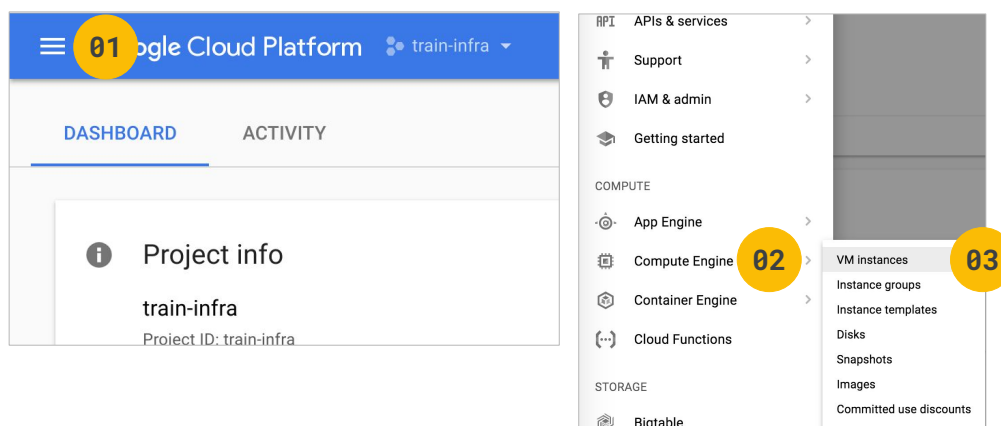 01 ogle Cloud Platform train-infra
DASHBOARD ACTIVITY
Project info
train-infra
Project ID: train-infra
API APIs & services
Support
IAM & admin
Getting started
COMPUTE
App Engine
Compute Engine 02
Container Engine
Cloud Functions
STORAGE
Bigtable
VM instances 03
Instance groups
Instance templates
Disks
Snapshots
Images
Committed use discounts